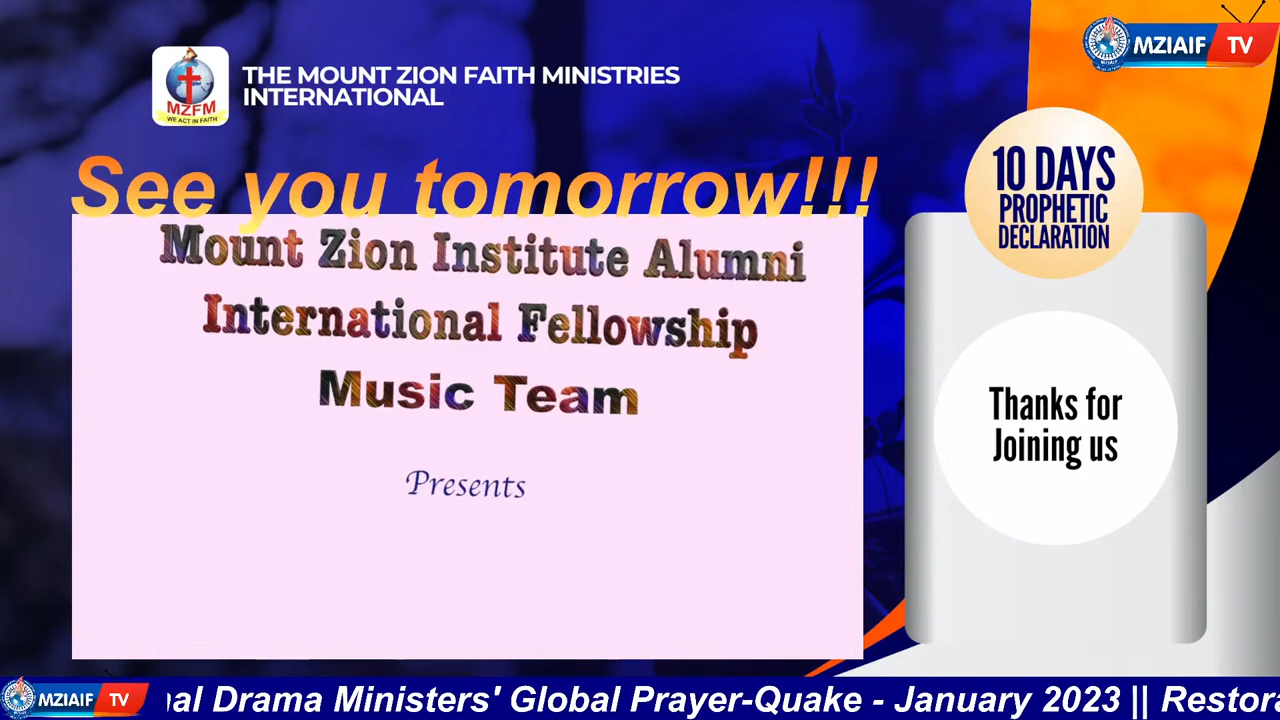 MZIAIF TV
MZFM
WE ACT IN FAITH
THE MOUNT ZION FAITH MINISTRIES
INTERNATIONAL
See you tomorrow!!!
10 DAYS
PROPHETIC
DECLARATION
Mount Zion Institute Alumni
International Fellowship
Music Team
Presents
Thanks for
Joining us
MZIAIF TV
nal Drama Ministers' Global Prayer-Quake - January 2023 || Restora